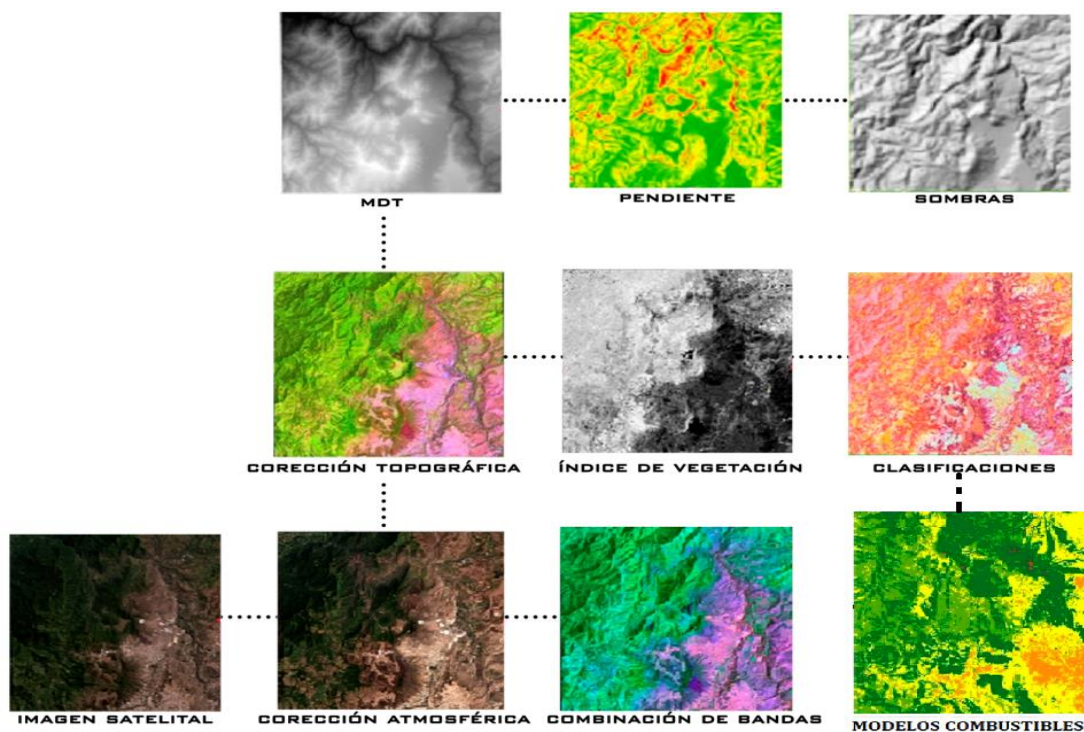 MDT
PENDIENTE
SOMBRAS
CORECCIÓN TOPOGRÁFICA
ÍNDICE DE VEGETACIÓN
CLASIFICACIONES
IMAGEN SATELITAL
CORECCIÓN ATMOSFÉRICA
COMBINACIÓN DE BANDAS
MODELOS COMBUSTIBLES